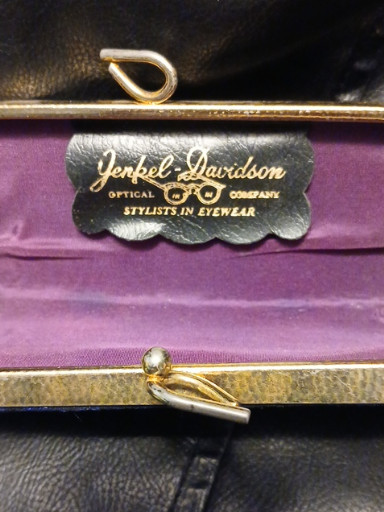 Jenkel-Davidson
OPTICAL COMPANY
STYLISTS IN EYEWEAR